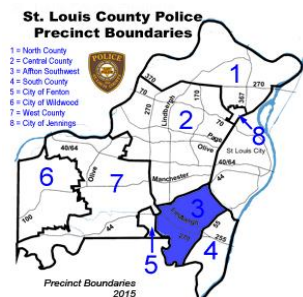 St. Louis County Police
Precinct Boundaries
1 = North County
2 = Central County
3 = Affton Southwest
4 = South County
5 = City of Fenton
6 = City of Wildwood
7 = West County
8 = City of Jennings
POLICE
370
1
270
367
170
70
Lindbergh
270
2
70
8
Page
Olive
St Louis City
40/64
40/64
Olive
6
7
Manchester
44
3
100
44
55
270
255
5
4
Precinct Boundaries
2015